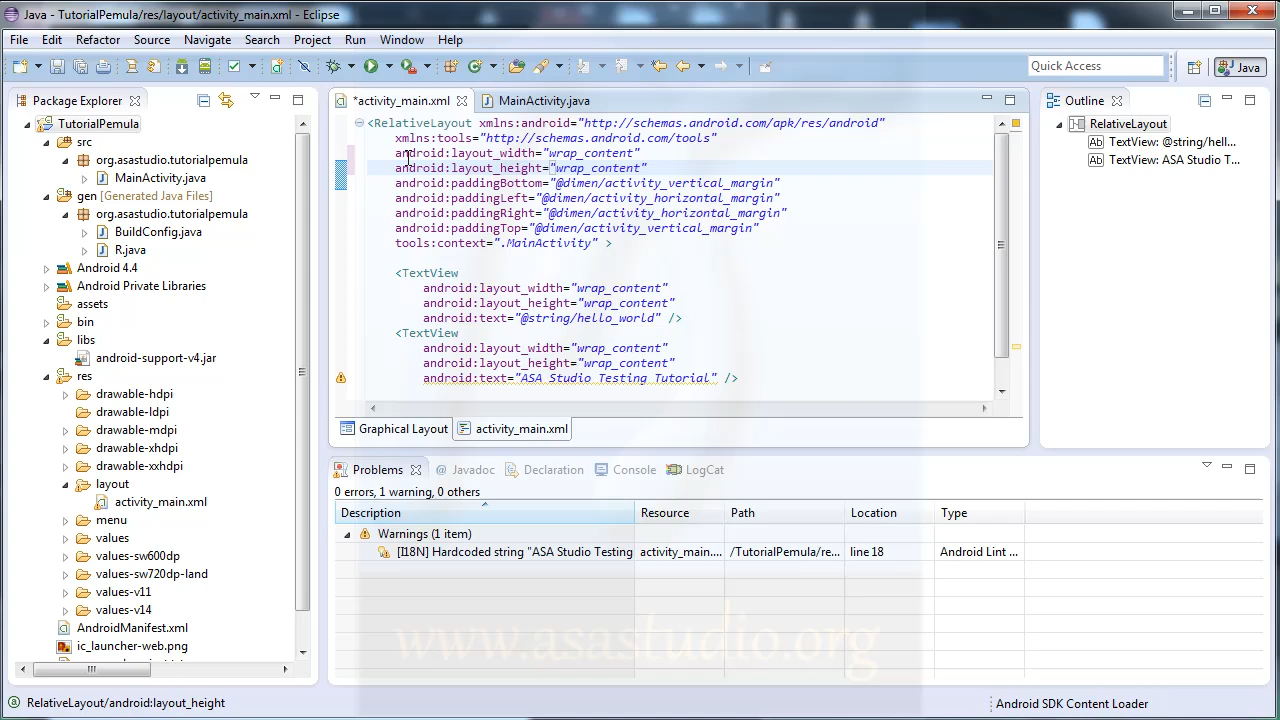 Java - TutorialPemula/res/layout/activity_main.xml - Eclipse
File Edit Refactor Source Navigate Search Project Run Window Help
Quick Access
Java
Package Explorer
TutorialPemula
src
org.asastudio.tutorialpemula
MainActivity.java
gen [Generated Java Files]
org.asastudio.tutorialpemula
BuildConfig.java
R.java
Android 4.4
Android Private Libraries
assets
bin
libs
android-support-v4.jar
res
drawable-hdpi
drawable-ldpi
drawable-mdpi
drawable-xhdpi
drawable-xxhdpi
layout
activity_main.xml
menu
values
values-sw600dp
values-sw720dp-land
values-v11
values-v14
AndroidManifest.xml
ic_launcher-web.png
*activity_main.xml
MainActivity.java
<RelativeLayout xmlns:android="http://schemas.android.com/apk/res/android"
xmlns:tools="http://schemas.android.com/tools"
android:layout_width="wrap_content"
android:layout_height="wrap_content"
android:paddingBottom="@dimen/activity_vertical_margin"
android:paddingLeft="@dimen/activity_horizontal_margin"
android:paddingRight="@dimen/activity_horizontal_margin"
android:paddingTop="@dimen/activity_vertical_margin"
tools:context=".MainActivity" >
<TextView
android:layout_width="wrap_content"
android:layout_height="wrap_content"
android:text="@string/hello_world" />
<TextView
android:layout_width="wrap_content"
android:layout_height="wrap_content"
android:text="ASA Studio Testing Tutorial" />
Graphical Layout
activity_main.xml
Outline
RelativeLayout
Ab TextView: @string/hell...
Ab TextView: ASA Studio T...
Problems
@ Javadoc
Declaration
Console
LogCat
0 errors, 1 warning, 0 others
Description Resource Path Location Type
Warnings (1 item)
[I18N] Hardcoded string "ASA Studio Testing activity_main.... /TutorialPemula/re... line 18 Android Lint ...
www.asastudio.org
RelativeLayout/android:layout_height
Android SDK Content Loader